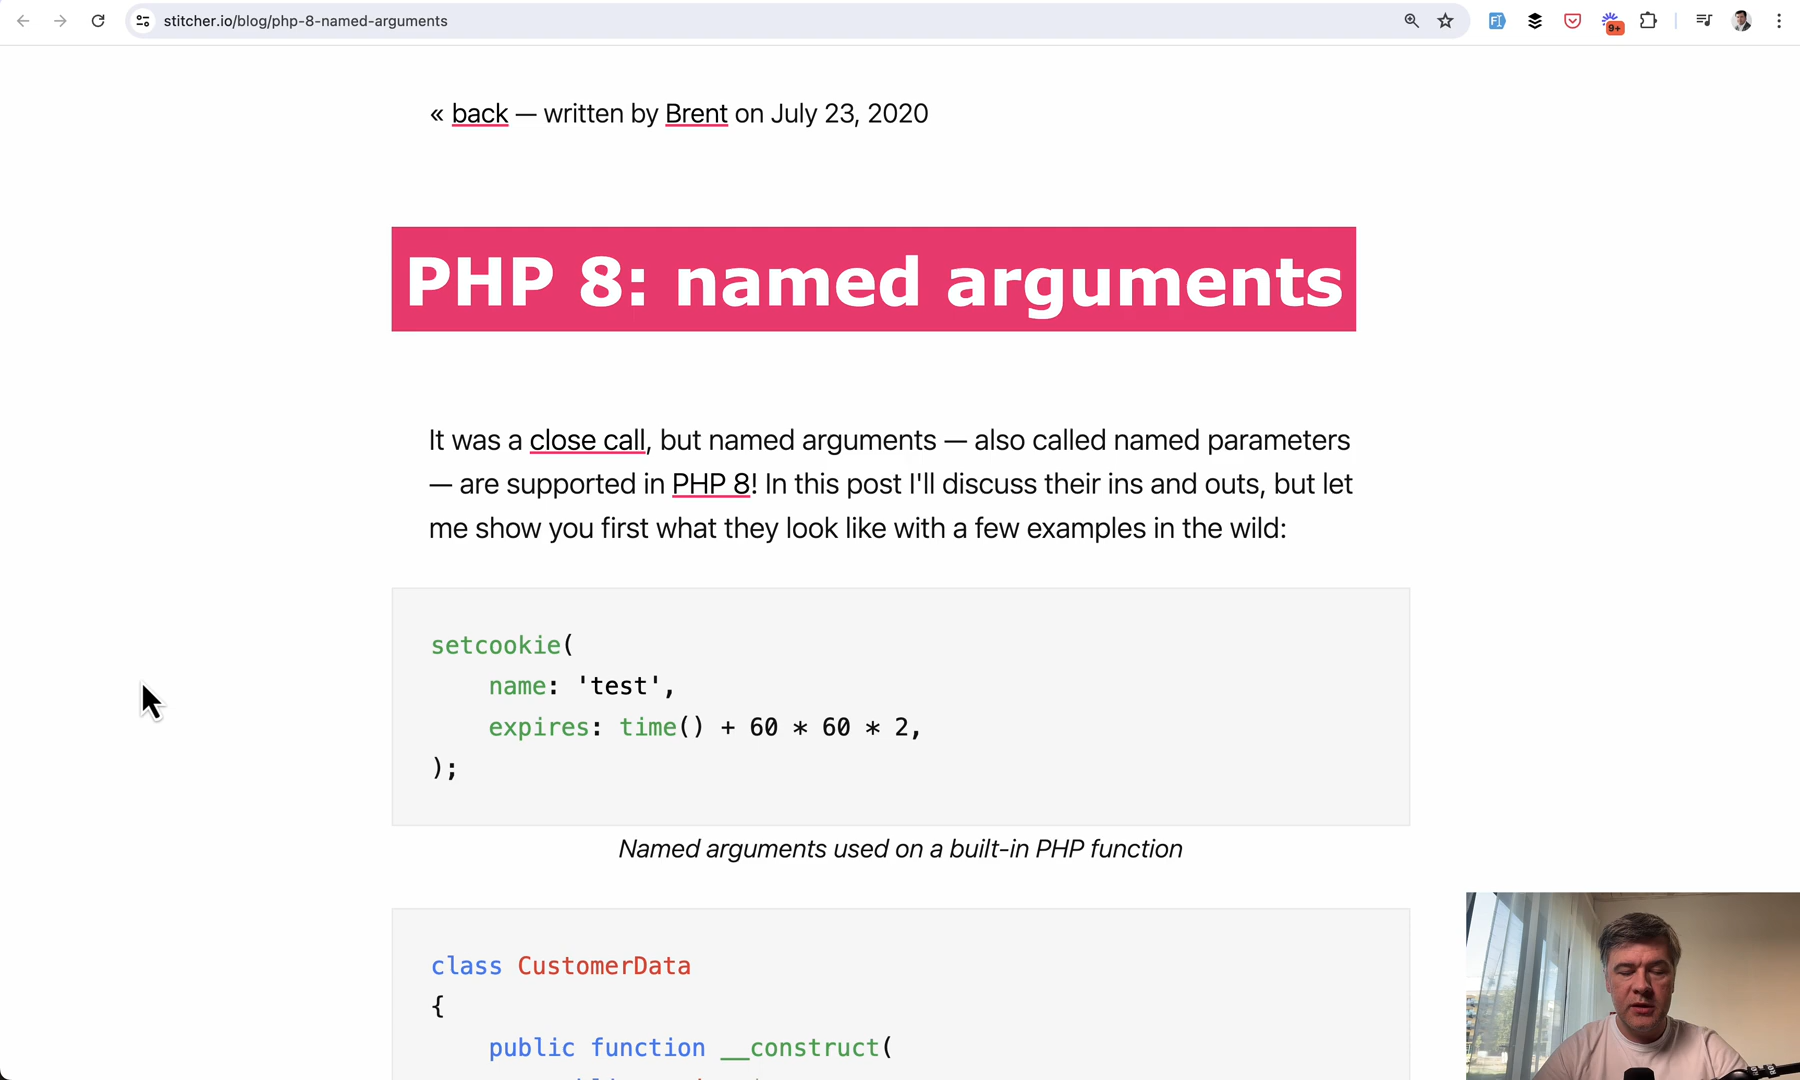 stitcher.io/blog/php-8-named-arguments
9+
« back — written by Brent on July 23, 2020
PHP 8: named arguments
It was a close call, but named arguments — also called named parameters
— are supported in PHP 8! In this post I'll discuss their ins and outs, but let
me show you first what they look like with a few examples in the wild:
setcookie(
    name: 'test',
    expires: time() + 60 * 60 * 2,
);
Named arguments used on a built-in PHP function
class CustomerData
{
    public function __construct(